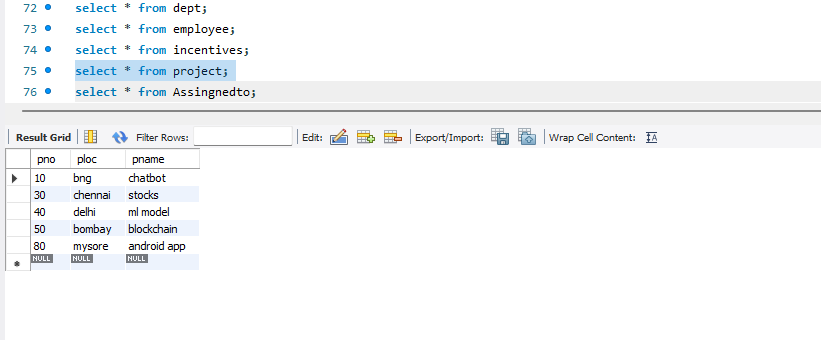 72 select * from dept;
73 select * from employee;
74 select * from incentives;
75 select * from project;
76 select * from Assingnedto;
Result Grid Filter Rows: Edit: Export/Import: Wrap Cell Content: IA
pno ploc pname
10 bng chatbot
30 chennai stocks
40 delhi ml model
50 bombay blockchain
80 mysore android app
NULL NULL NULL